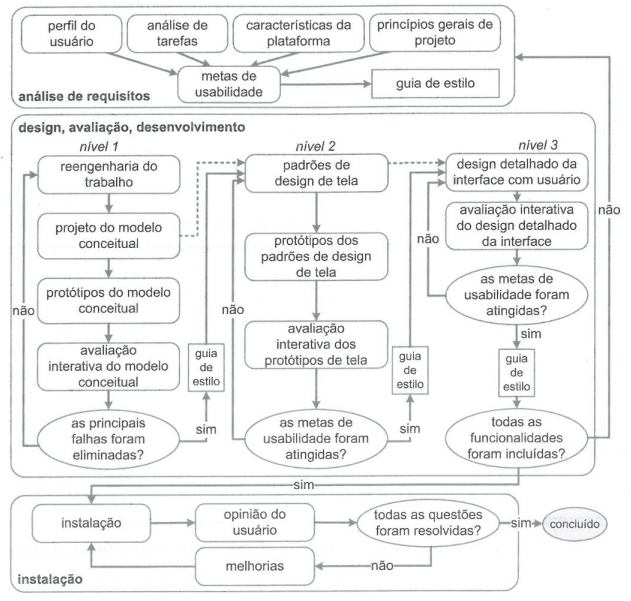 perfil do
usuário
análise de
tarefas
características da
plataforma
princípios gerais de
projeto
metas de
usabilidade
guia de estilo
análise de requisitos
design, avaliação, desenvolvimento
nível 1
reengenharia do
trabalho
projeto do modelo
conceitual
protótipos do modelo
conceitual
não
avaliação
interativa do modelo
conceitual
as principais
falhas foram
eliminadas?
sim
guia
de
estilo
nível 2
padrões de
design de tela
protótipos dos
padrões de design
de tela
não
avaliação
interativa dos
protótipos de tela
as metas de
usabilidade foram
atingidas?
sim
guia
de
estilo
nível 3
design detalhado da
interface com usuário
avaliação interativa
do design detalhado
da interface
não
as metas de
usabilidade foram
atingidas?
sim
guia
de
estilo
todas as
funcionalidades
foram incluídas?
não
sim
instalação
opinião do
usuário
todas as questões
foram resolvidas?
sim
concluído
não
melhorias
instalação